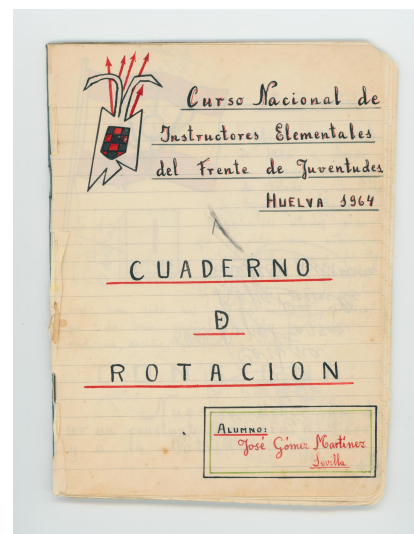 Curso Nacional de
Instructores Elementales
del Frente de Juventudes
HUELVA 1964
CUADERNO
D
ROTACION
ALUMNO:
José Gómez Martínez
Sevilla